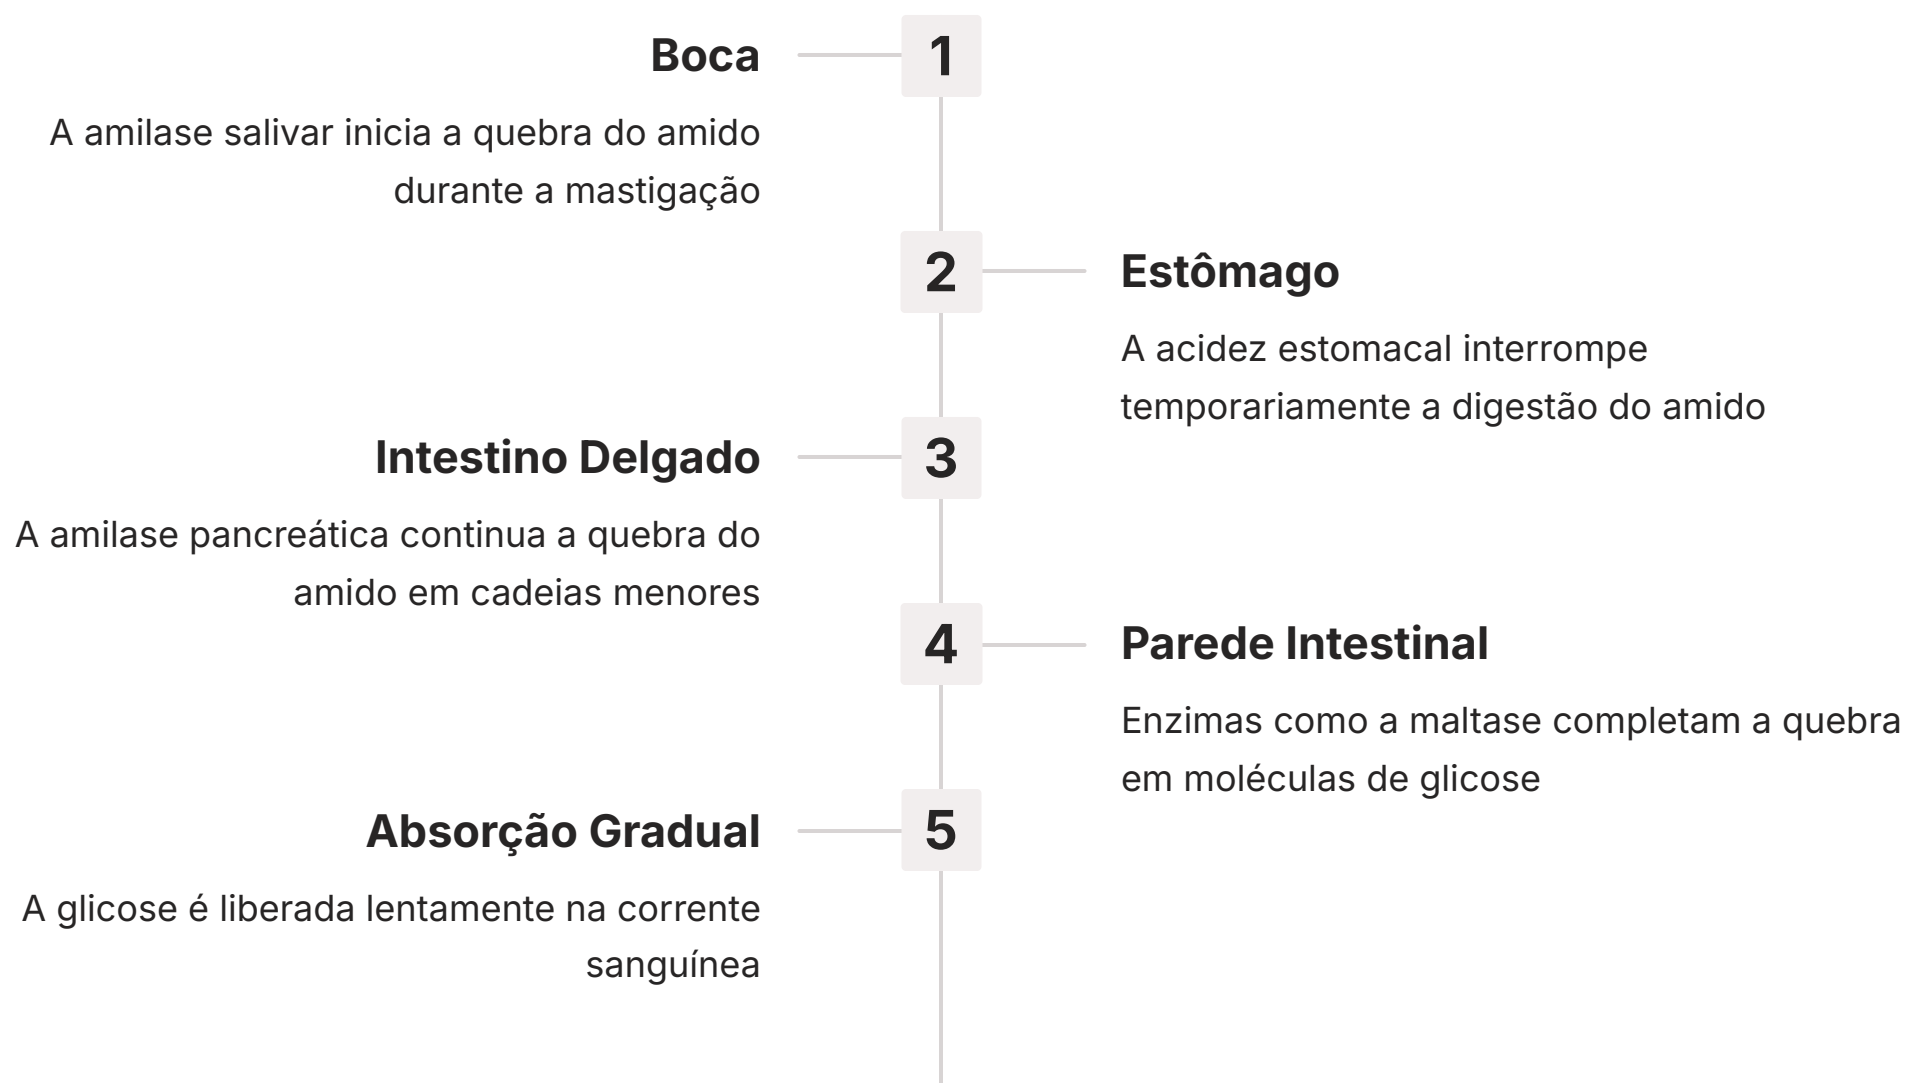 Boca
1
A amilase salivar inicia a quebra do amido
durante a mastigação
2
Estômago
A acidez estomacal interrompe
temporariamente a digestão do amido
Intestino Delgado
3
A amilase pancreática continua a quebra do
amido em cadeias menores
4
Parede Intestinal
Enzimas como a maltase completam a quebra
em moléculas de glicose
Absorção Gradual
5
A glicose é liberada lentamente na corrente
sanguínea